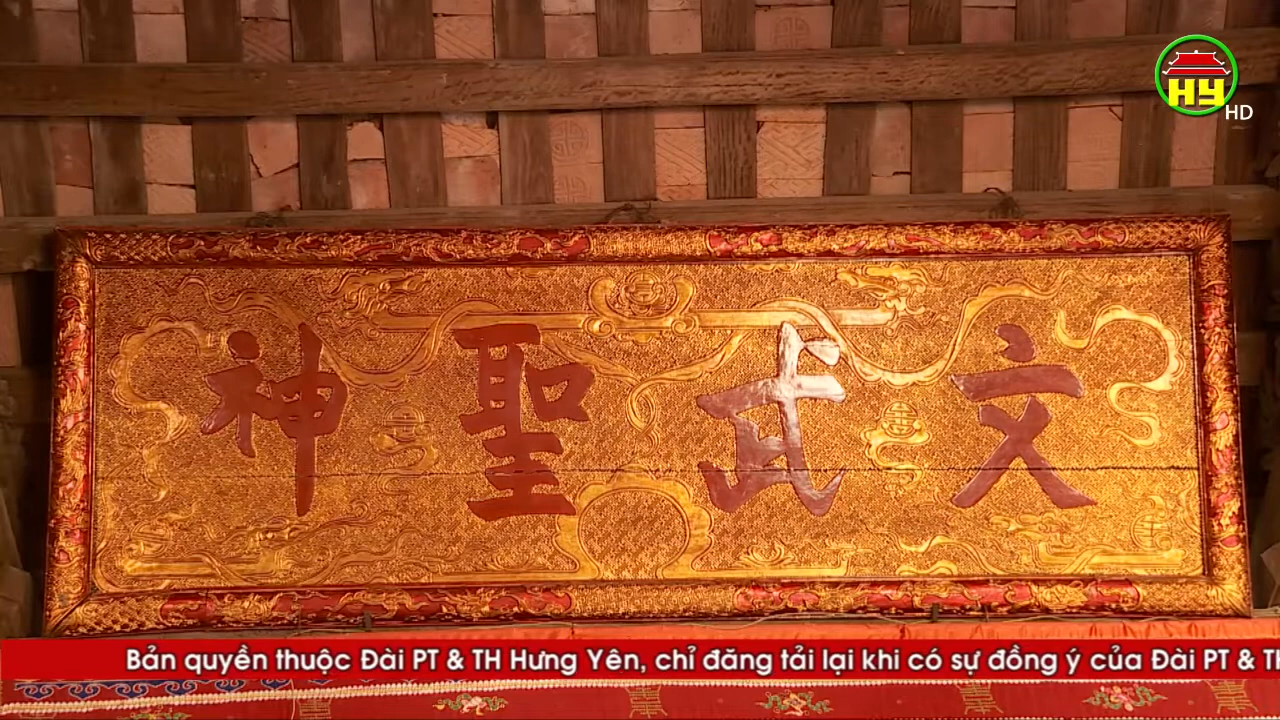 HY
HD
文武聖神
Bản quyền thuộc Đài PT & TH Hưng Yên, chỉ đăng tải lại khi có sự đồng ý của Đài PT & TH